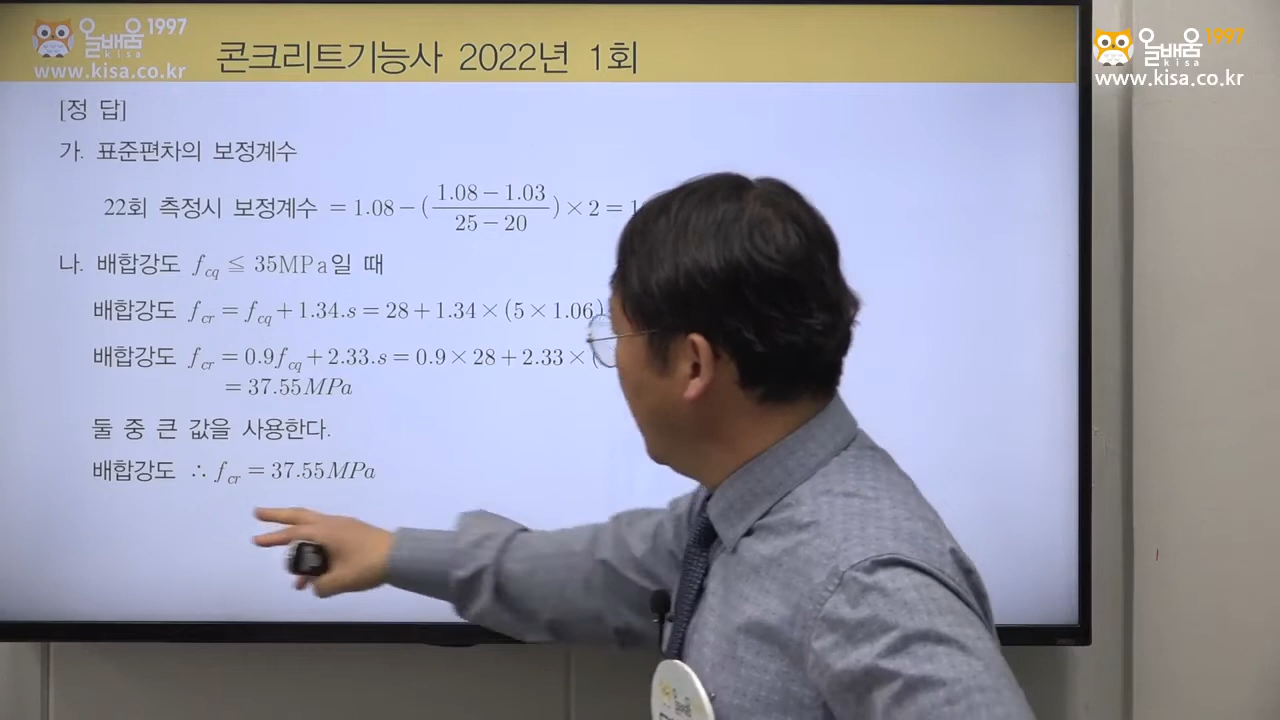 올배움 1997
kisa
www.kisa.co.kr
콘크리트기능사 2022년 1회
올배움 1997
kisa
www.kisa.co.kr
[정 답]
가. 표준편차의 보정계수
22회 측정시 보정계수 = 1.08 − ( (1.08 − 1.03) / (25 − 20) ) × 2 = 1
나. 배합강도 f_cq ≦ 35MPa일 때
배합강도 f_cr = f_cq + 1.34.s = 28 + 1.34 × (5 × 1.06)
배합강도 f_cr = 0.9f_cq + 2.33.s = 0.9 × 28 + 2.33 × (
= 37.55MPa
둘 중 큰 값을 사용한다.
배합강도 ∴ f_cr = 37.55MPa